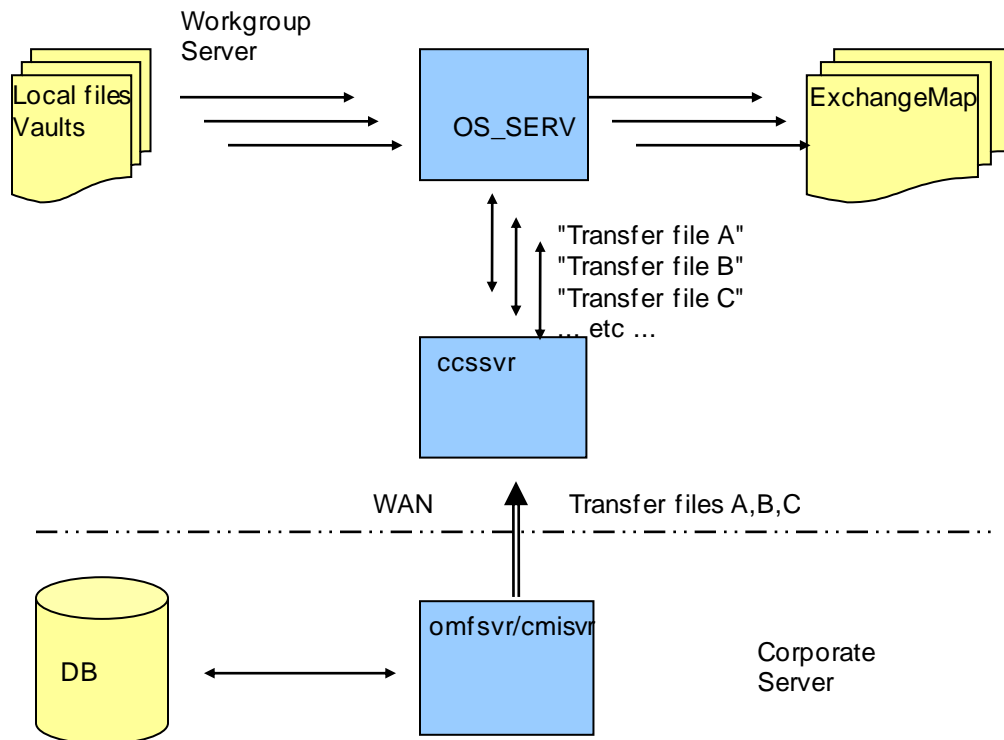 Workgroup
Server
Local files
Vaults
OS_SERV
ExchangeMap
"Transfer file A"
"Transfer file B"
"Transfer file C"
... etc ...
ccssvr
WAN
Transfer files A,B,C
omfsvr/cmisvr
DB
Corporate
Server